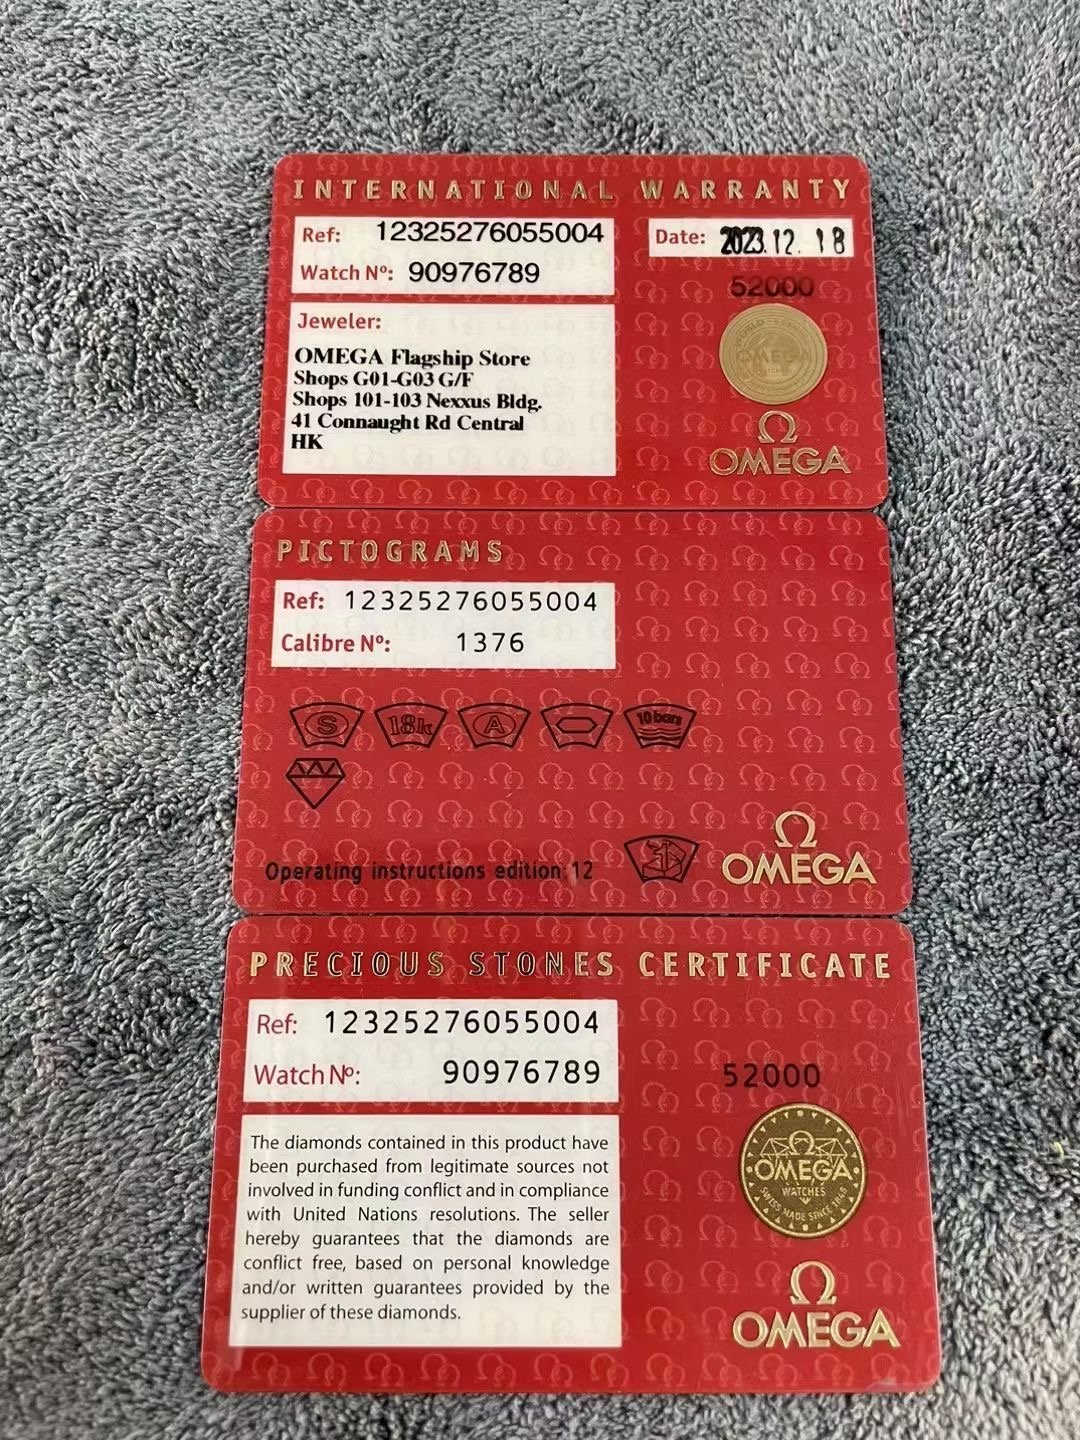 INTERNATIONAL WARRANTY
Ref: 12325276055004
Date: 2023.12.18
Watch Nº: 90976789
52000
Jeweler:
OMEGA Flagship Store
Shops G01-G03 G/F
Shops 101-103 Nexxus Bldg.
41 Connaught Rd Central
HK
OMEGA
OMEGA
PICTOGRAMS
Ref: 12325276055004
Calibre Nº: 1376
S 18k A 10 bars
Operating instructions edition 12
OMEGA
PRECIOUS STONES CERTIFICATE
Ref: 12325276055004
Watch Nº: 90976789
52000
The diamonds contained in this product have
been purchased from legitimate sources not
involved in funding conflict and in compliance
with United Nations resolutions. The seller
hereby guarantees that the diamonds are
conflict free, based on personal knowledge
and/or written guarantees provided by the
supplier of these diamonds.
OMEGA
WATCHES
SWISS MADE SINCE 1848
OMEGA